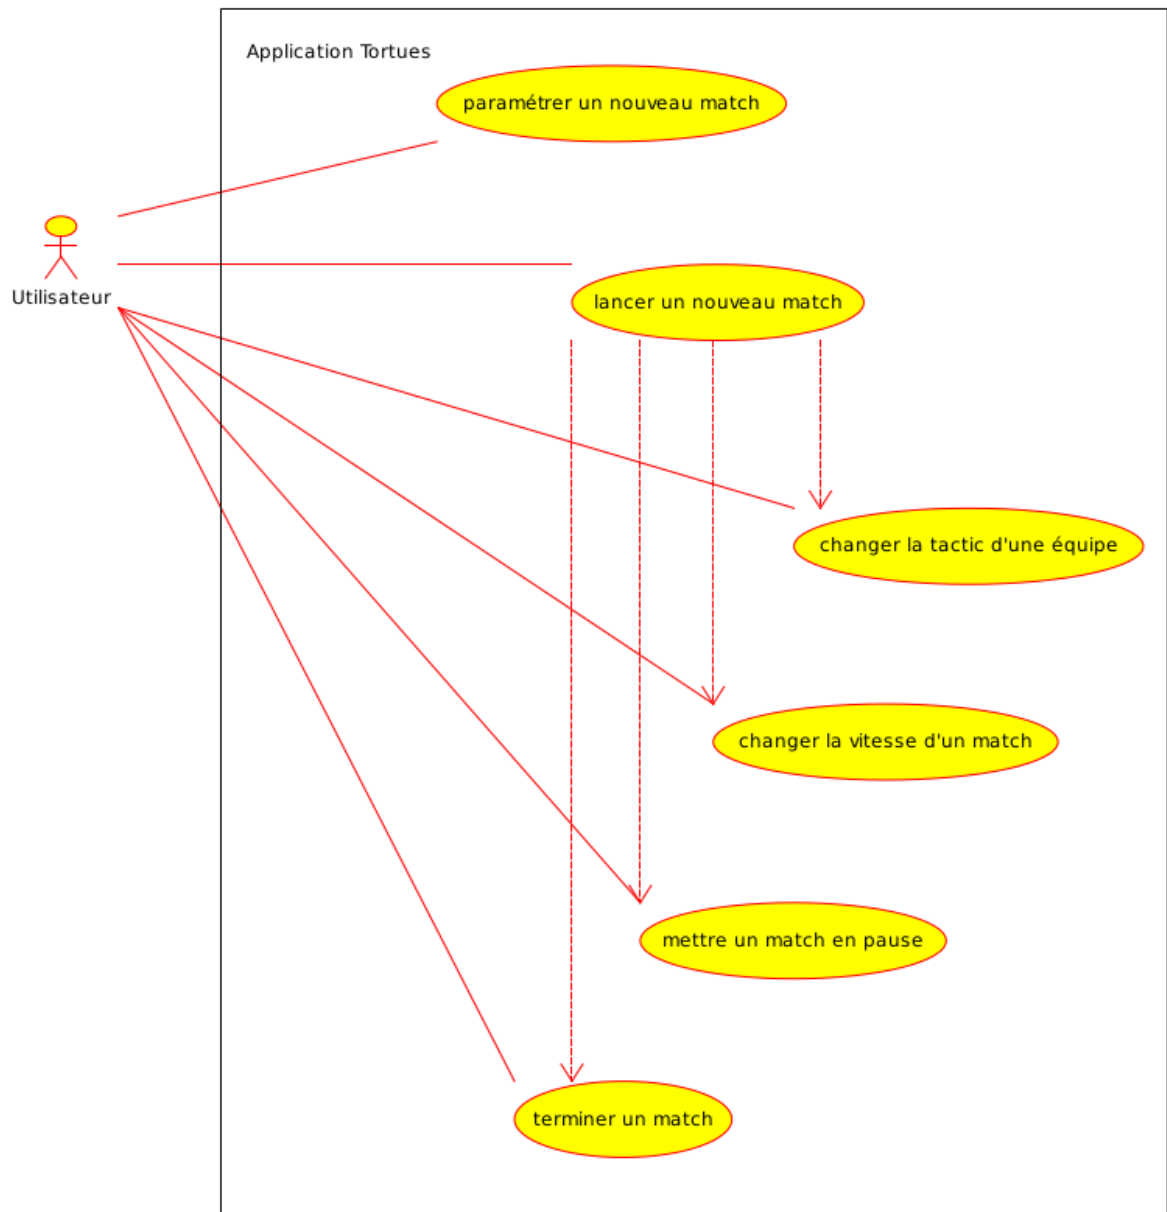 Application Tortues
paramétrer un nouveau match
Utilisateur
lancer un nouveau match
changer la tactic d'une équipe
changer la vitesse d'un match
mettre un match en pause
terminer un match